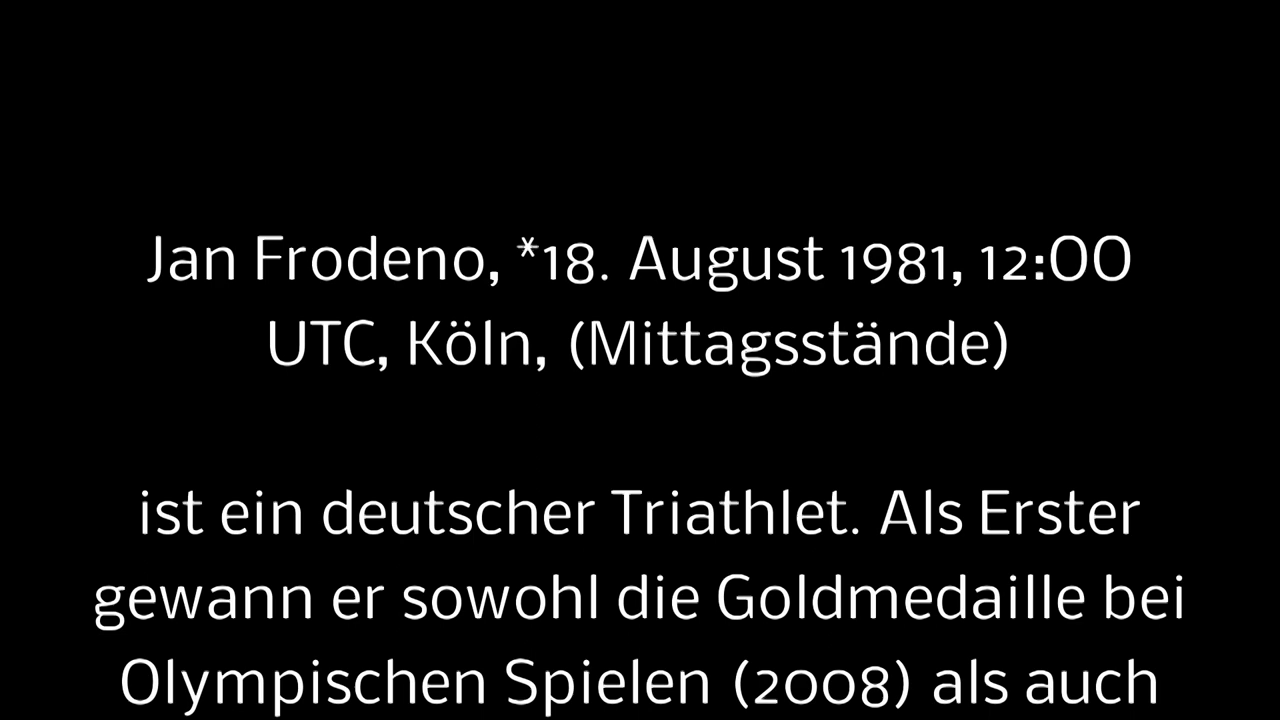 Jan Frodeno, *18. August 1981, 12:00
UTC, Köln, (Mittagsstände)
ist ein deutscher Triathlet. Als Erster
gewann er sowohl die Goldmedaille bei
Olympischen Spielen (2008) als auch